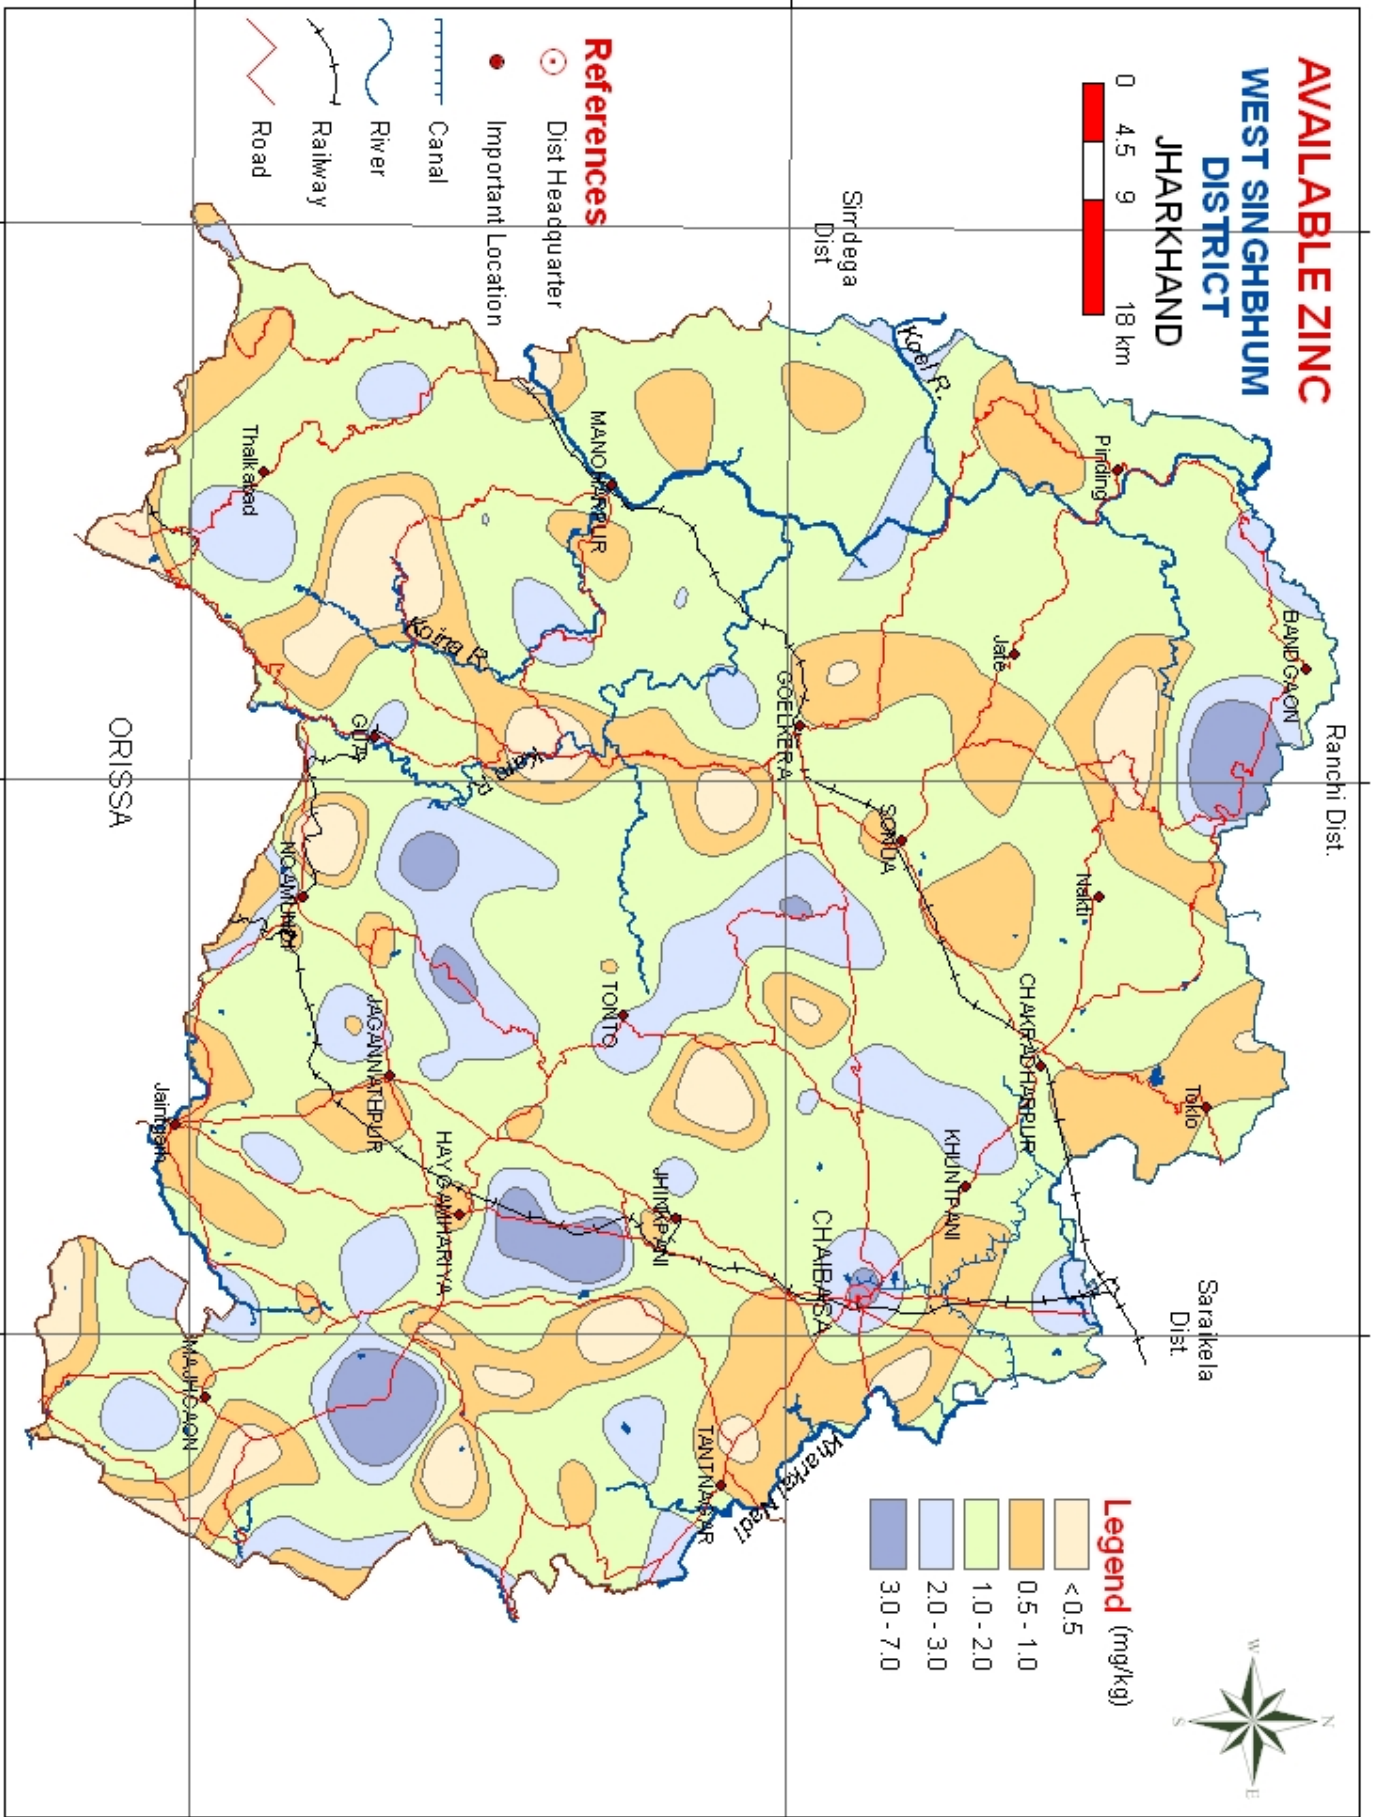 AVAILABLE ZINC
WEST SINGHBHUM
DISTRICT
JHARKHAND
0 4.5 9 18 km
Simdega
Dist
Ranchi Dist.
Saraikela
Dist.
ORISSA
BANDGAON
Pinding
Jate
Nakti
Toklo
Koel R.
SONUA
CHAKRADHARPUR
KHUNTPANI
GOELKERA
CHAIBASA
MANOHARPUR
TONTO
JHINKPANI
TANTNAGAR
Kharkai Nadi
Koina R.
Karo R.
GUA
Thalkabad
NOAMUNDI
JAGANNATHPUR
HAYGAMHARIYA
Jaintgarh
MAJHGAON
References
Dist Headquarter
Important Location
Canal
River
Railway
Road
Legend (mg/kg)
<0.5
0.5 - 1.0
1.0 - 2.0
2.0 - 3.0
3.0 - 7.0
N
W
E
S